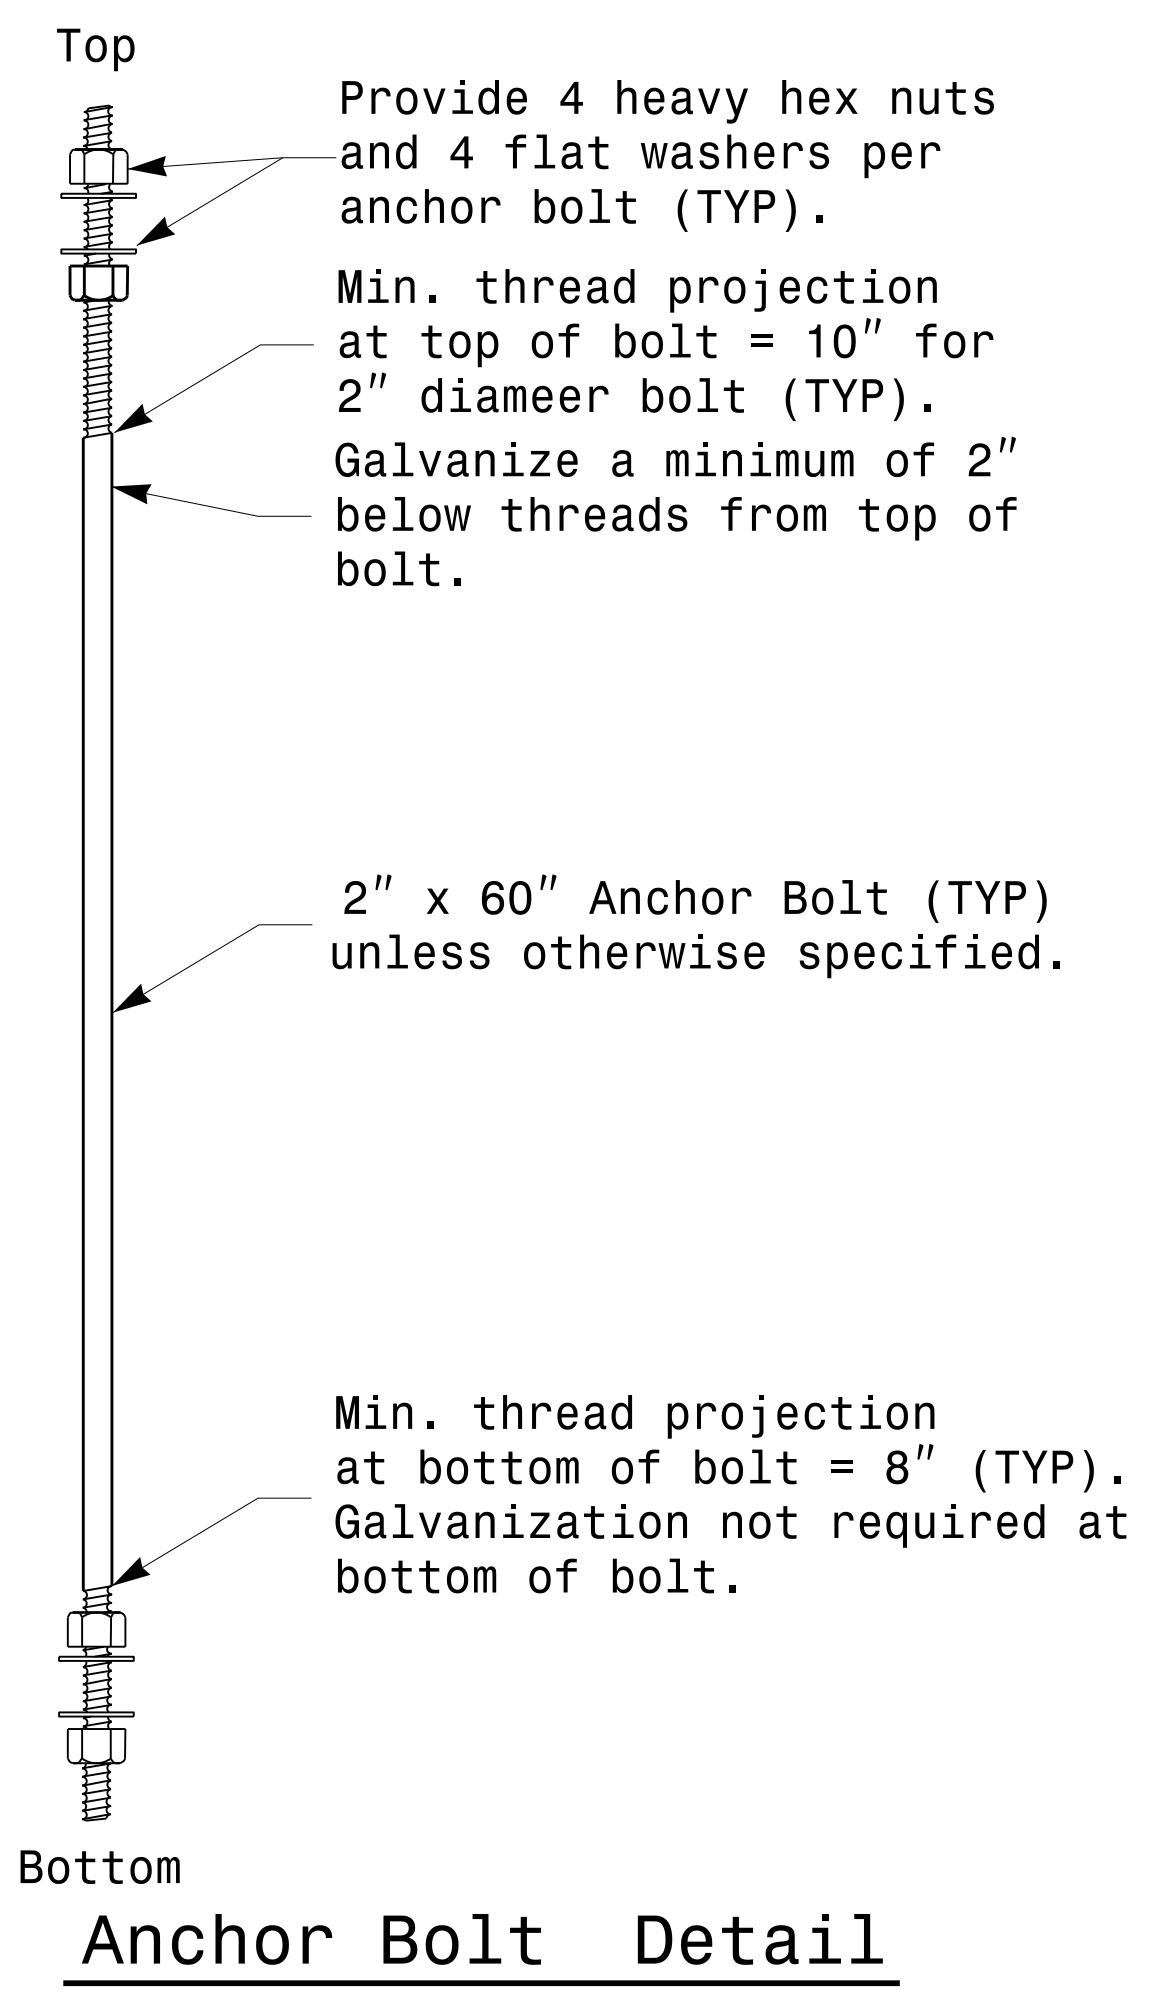 Top
Provide 4 heavy hex nuts
and 4 flat washers per
anchor bolt (TYP).
Min. thread projection
at top of bolt = 10" for
2" diameer bolt (TYP).
Galvanize a minimum of 2"
below threads from top of
bolt.
2" x 60" Anchor Bolt (TYP)
unless otherwise specified.
Min. thread projection
at bottom of bolt = 8" (TYP).
Galvanization not required at
bottom of bolt.
Bottom
Anchor Bolt Detail